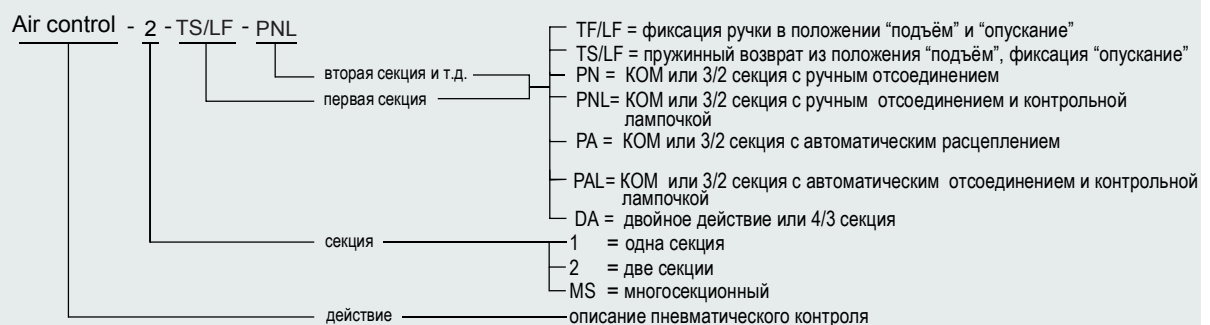 Air control - 2 - TS/LF - PNL
TF/LF = фиксация ручки в положении “подъём” и “опускание”
TS/LF = пружинный возврат из положения “подъём”, фиксация “опускание”
вторая секция и т.д.
PN = КОМ или 3/2 секция с ручным отсоединением
первая секция
PNL= КОМ или 3/2 секция с ручным отсоединением и контрольной
лампочкой
PA = КОМ или 3/2 секция с автоматическим расцеплением
PAL= КОМ или 3/2 секция с автоматическим отсоединением и контрольной
лампочкой
DA = двойное действие или 4/3 секция
секция
1 = одна секция
2 = две секции
MS = многосекционный
действие
описание пневматического контроля